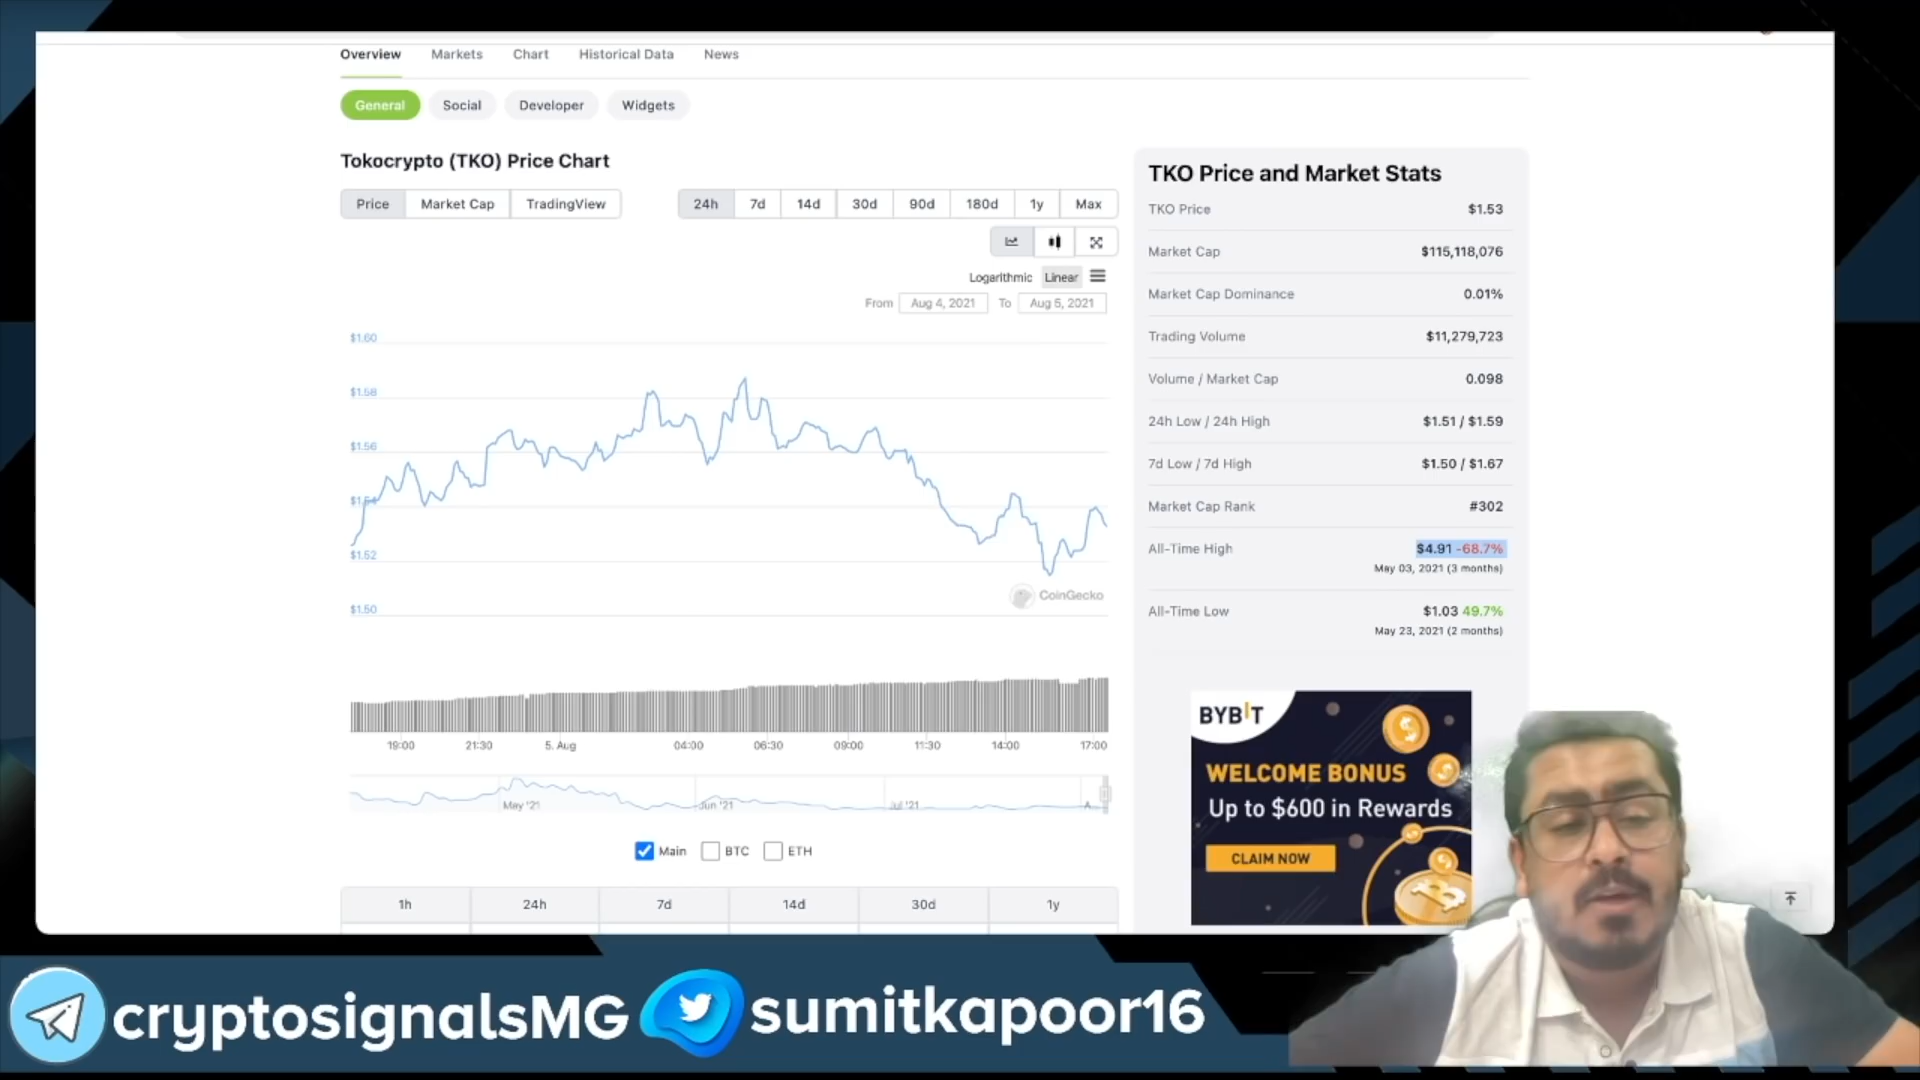 Overview Markets Chart Historical Data News
General Social Developer Widgets
Tokocrypto (TKO) Price Chart
Price Market Cap TradingView 24h 7d 14d 30d 90d 180d 1y Max
Logarithmic Linear
From Aug 4, 2021 To Aug 5, 2021
$1.60
$1.58
$1.56
$1.54
$1.52
$1.50
CoinGecko
19:00 21:30 5. Aug 04:00 06:30 09:00 11:30 14:00 17:00
May '21 Jun '21 Jul '21 A...
Main BTC ETH
1h 24h 7d 14d 30d 1y
TKO Price and Market Stats
TKO Price $1.53
Market Cap $115,118,076
Market Cap Dominance 0.01%
Trading Volume $11,279,723
Volume / Market Cap 0.098
24h Low / 24h High $1.51 / $1.59
7d Low / 7d High $1.50 / $1.67
Market Cap Rank #302
All-Time High $4.91 -68.7%
May 03, 2021 (3 months)
All-Time Low $1.03 49.7%
May 23, 2021 (2 months)
BYBIT
WELCOME BONUS
Up to $600 in Rewards
CLAIM NOW
cryptosignalsMG sumitkapoor16